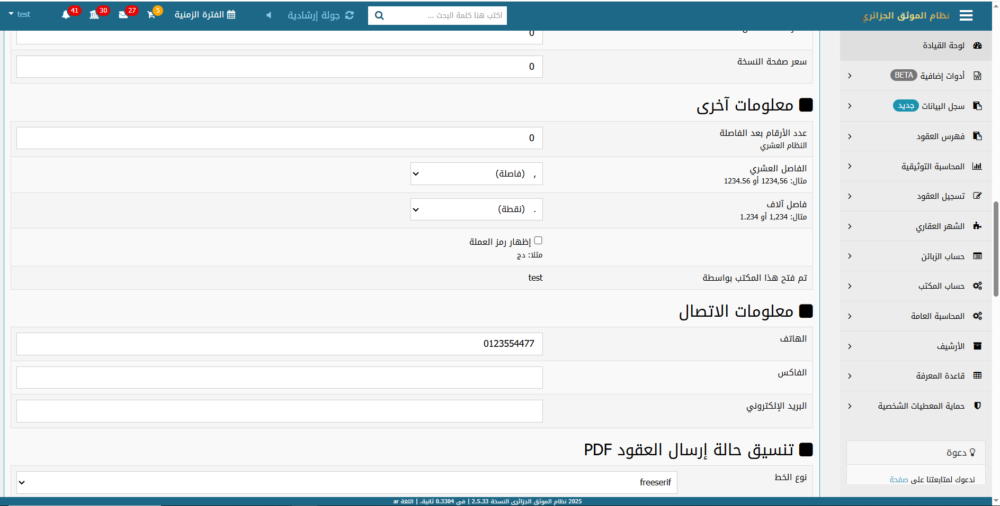 نظام الموثق الجزائري
اكتب هنا كلمة البحث ...
جولة إرشادية
الفترة الزمنية
5
27
30
41
test
لوحة القيادة
أدوات إضافية BETA
سجل البيانات جديد
فهرس العقود
المحاسبة التوثيقية
تسجيل العقود
الشهر العقاري
حساب الزبائن
حساب المكتب
المحاسبة العامة
الأرشيف
قاعدة المعرفة
حماية المعطيات الشخصية
دعوة
ندعوك لمتابعتنا على صفحة
0
سعر صفحة النسخة
0
معلومات آخرى
عدد الأرقام بعد الفاصلة
النظام العشري
0
الفاصل العشري
مثال: 1234,56 أو 1234.56
, (فاصلة)
فاصل آلاف
مثال: 1,234 أو 1.234
. (نقطة)
إظهار رمز العملة
مثلا: دج
تم فتح هذا المكتب بواسطة
test
معلومات الاتصال
الهاتف
0123554477
الفاكس
البريد الإلكتروني
تنسيق حالة إرسال العقود PDF
نوع الخط
freeserif
2025 نظام الموثق الجزائري النسخة 2.5.33 | في 0.3304 ثانية. | اللغة ar